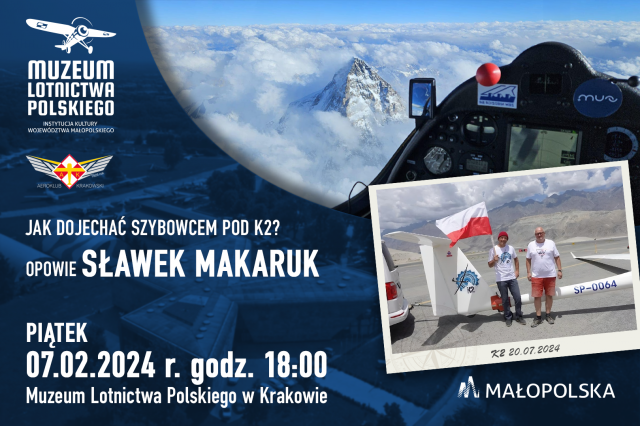 MUZEUM
LOTNICTWA
POLSKIEGO
INSTYTUCJA KULTURY
WOJEWÓDZTWA MAŁOPOLSKIEGO
AEROKLUB KRAKOWSKI
JAK DOJECHAĆ SZYBOWCEM POD K2?
OPOWIE SŁAWEK MAKARUK
PIĄTEK
07.02.2024 r. godz. 18:00
Muzeum Lotnictwa Polskiego w Krakowie
SP-0064
K2 20.07.2024
MAŁOPOLSKA